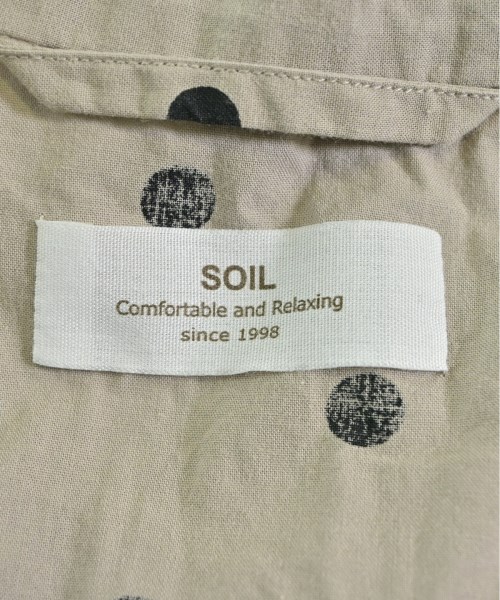 SOIL
Comfortable and Relaxing
since 1998